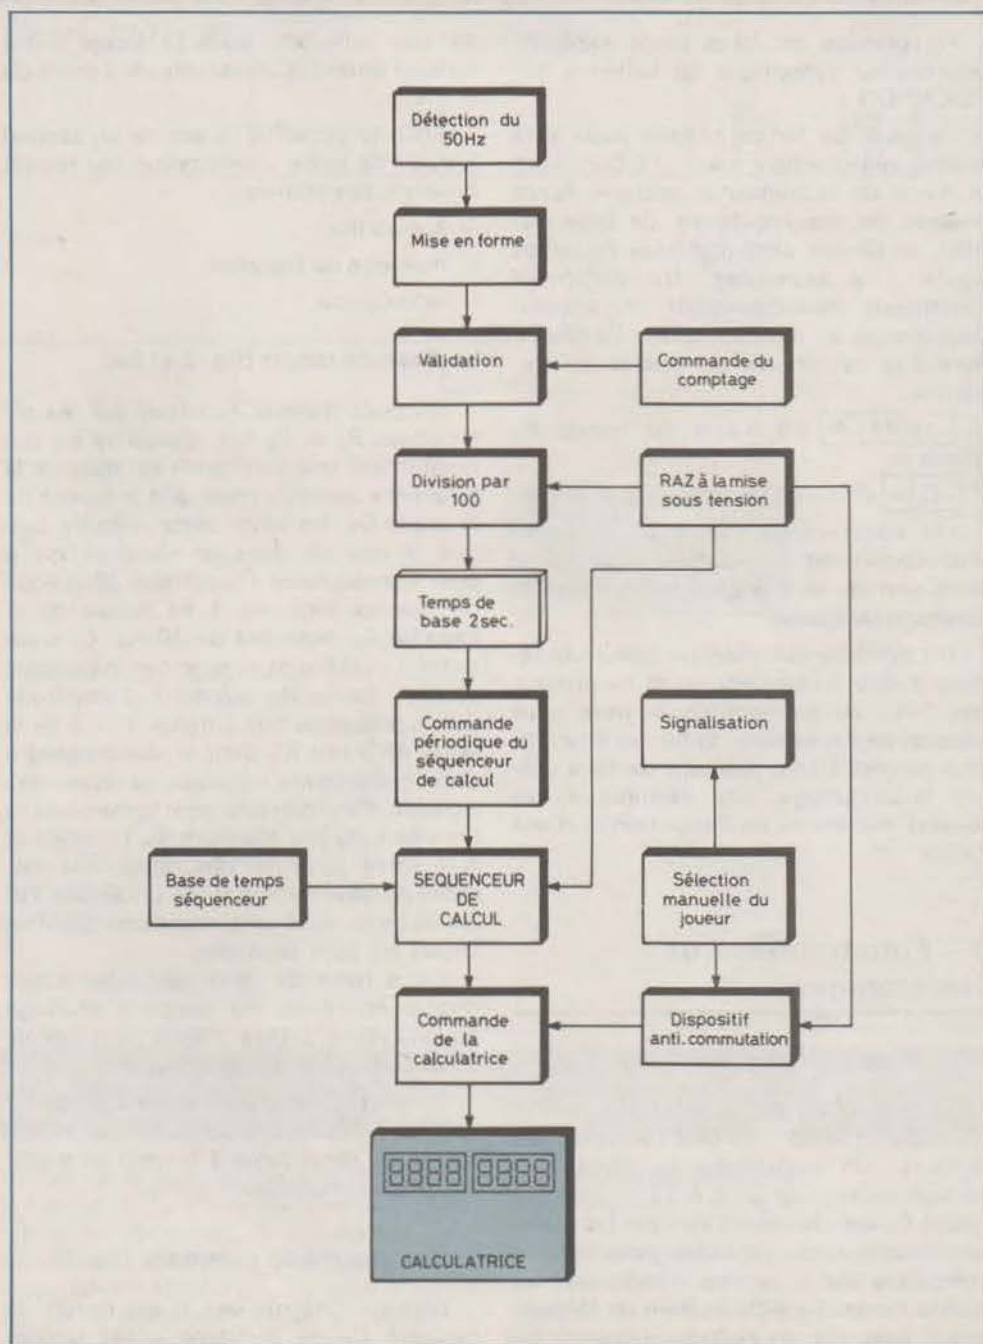 Détection du
50Hz
Mise en forme
Validation
Commande du
comptage
Division par
100
RAZ à la mise
sous tension
Temps de
base 2sec.
Commande
périodique du
séquenceur
de calcul
Signalisation
Base de temps
séquenceur
SEQUENCEUR
DE
CALCUL
Sélection
manuelle du
joueur
Commande
de la
calculatrice
Dispositif
anti.commutation
8888 8888
CALCULATRICE